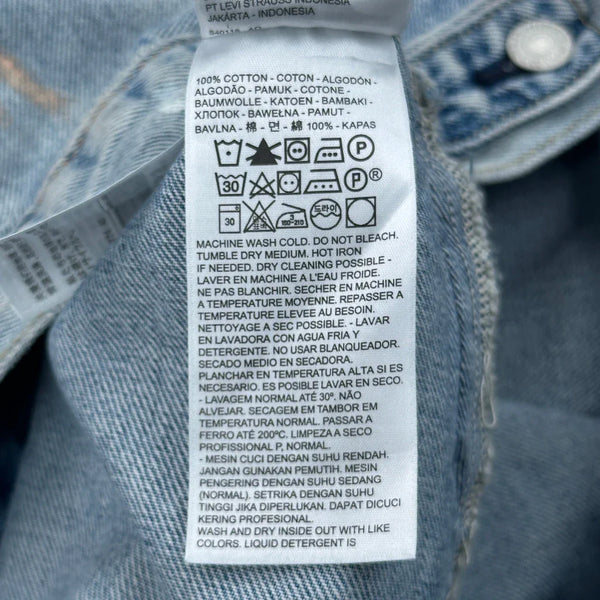 PT LEVI STRAUSS INDONESIA
JAKARTA - INDONESIA
100% COTTON - COTON - ALGODÓN -
ALGODÃO - PAMUK - COTONE -
BAUMWOLLE - KATOEN - BAMBAKI -
ХЛОПОК - BAWEŁNA - PAMUT -
BAVLNA - 棉 - 면 - 綿 100% - KAPAS
P
30 P ®
30 3 150-210 드라이
MACHINE WASH COLD. DO NOT BLEACH.
TUMBLE DRY MEDIUM. HOT IRON
IF NEEDED. DRY CLEANING POSSIBLE -
LAVER EN MACHINE A L'EAU FROIDE.
NE PAS BLANCHIR. SECHER EN MACHINE
A TEMPERATURE MOYENNE. REPASSER A
TEMPERATURE ELEVEE AU BESOIN.
NETTOYAGE A SEC POSSIBLE. - LAVAR
EN LAVADORA CON AGUA FRIA Y
DETERGENTE. NO USAR BLANQUEADOR.
SECADO MEDIO EN SECADORA.
PLANCHAR EN TEMPERATURA ALTA SI ES
NECESARIO. ES POSIBLE LAVAR EN SECO.
- LAVAGEM NORMAL ATÉ 30º. NÃO
ALVEJAR. SECAGEM EM TAMBOR EM
TEMPERATURA NORMAL. PASSAR A
FERRO ATÉ 200ºC. LIMPEZA A SECO
PROFISSIONAL P, NORMAL.
- MESIN CUCI DENGAN SUHU RENDAH.
JANGAN GUNAKAN PEMUTIH. MESIN
PENGERING DENGAN SUHU SEDANG
(NORMAL). SETRIKA DENGAN SUHU
TINGGI JIKA DIPERLUKAN. DAPAT DICUCI
KERING PROFESIONAL.
WASH AND DRY INSIDE OUT WITH LIKE
COLORS. LIQUID DETERGENT IS